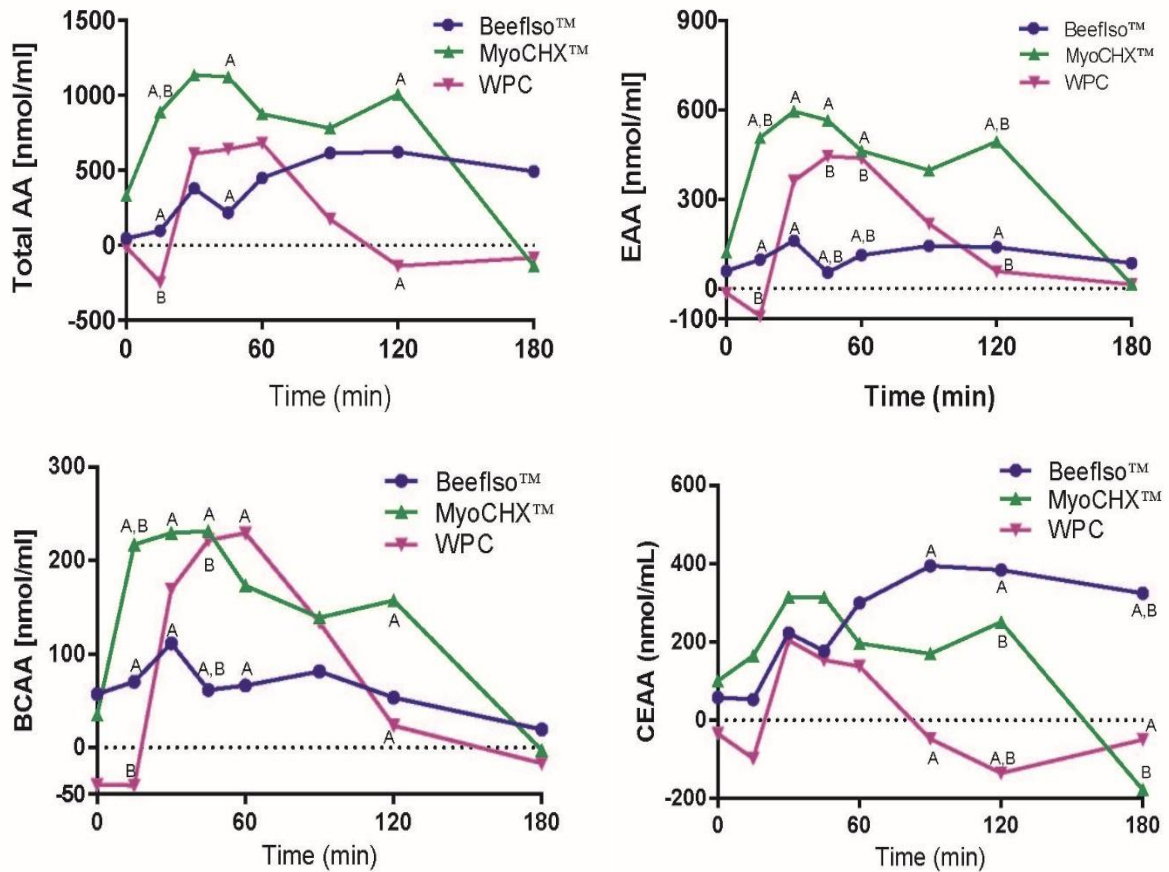 1500
1000
500
0
-500
Total AA [nmol/ml]
BeefIso™
MyoCHX™
WPC
A,B
A
A
A
A
B
A
0
60
120
180
Time (min)
900
600
300
0
-100
EAA [nmol/ml]
BeefIso™
MyoCHX™
WPC
A,B
A
A
A
A,B
B
B
A
A
A,B
A,B
A
B
B
0
60
120
180
Time (min)
300
200
100
0
-50
BCAA [nmol/ml]
BeefIso™
MyoCHX™
WPC
A,B
A
A
A
B
A
A
A,B
A
A
B
A
0
60
120
180
Time (min)
600
400
200
0
-200
CEAA (nmol/mL)
BeefIso™
MyoCHX™
WPC
A
A
A,B
B
A
A,B
A
B
0
60
120
180
Time (min)